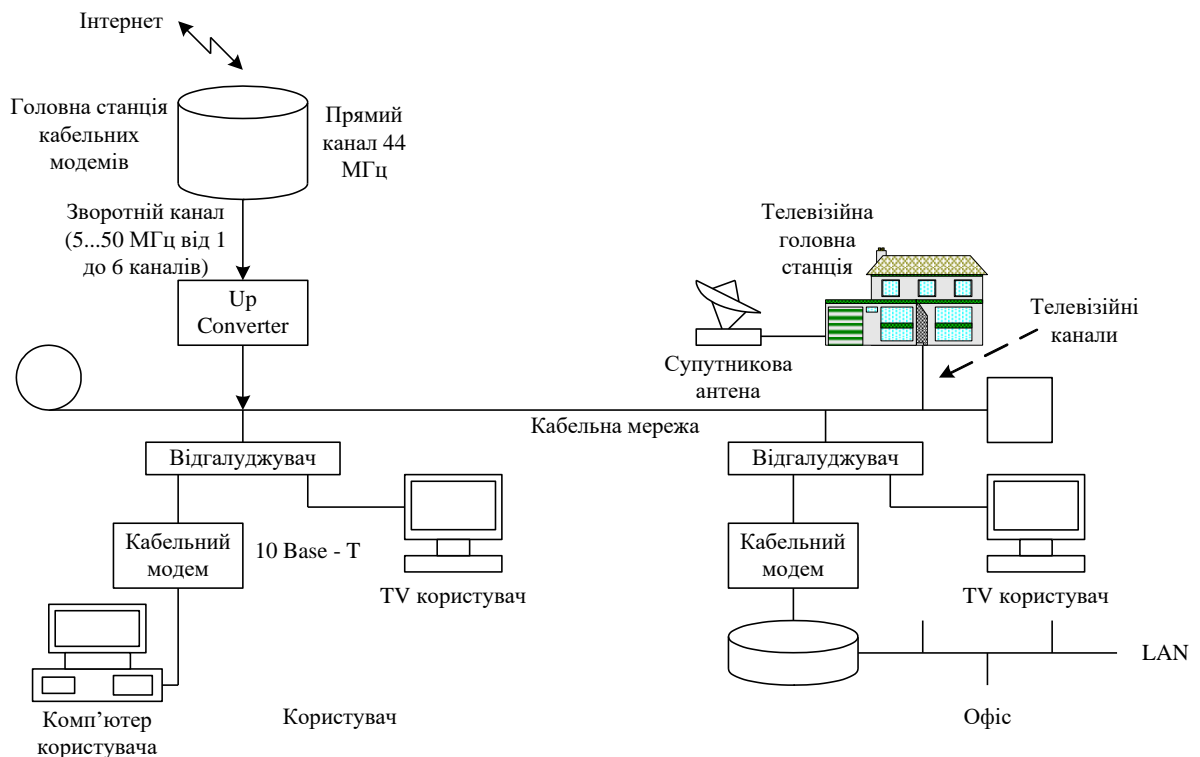 Інтернет
Головна станція
кабельних
модемів
Прямий
канал 44
МГц
Зворотній канал
(5...50 МГц від 1
до 6 каналів)
Up
Converter
Телевізійна
головна
станція
Супутникова
антена
Телевізійні
канали
Кабельна мережа
Відгалуджувач
Відгалуджувач
Кабельний
модем
10 Base - T
TV користувач
Кабельний
модем
TV користувач
LAN
Комп’ютер
користувача
Користувач
Офіс